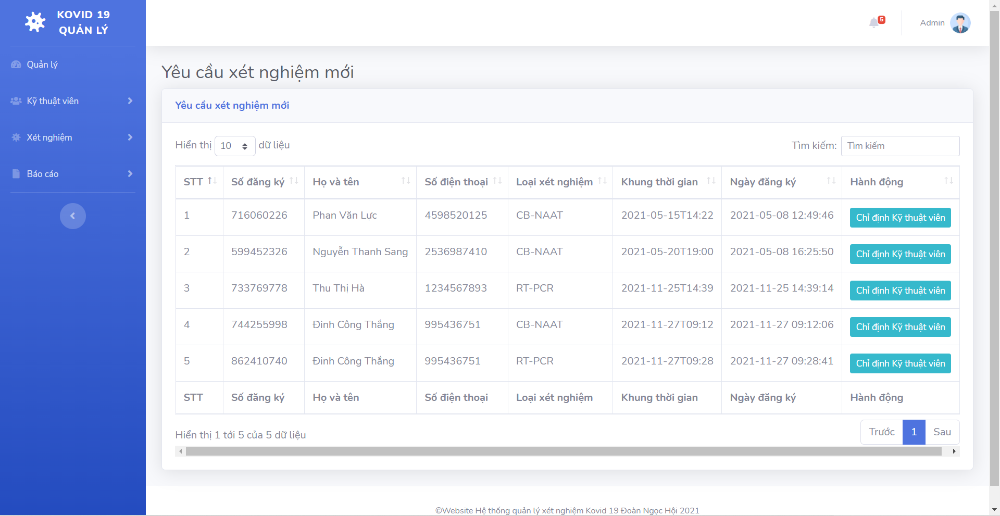 KOVID 19
QUẢN LÝ
5
Admin
Quản lý
Kỹ thuật viên
Xét nghiệm
Báo cáo
Yêu cầu xét nghiệm mới
Yêu cầu xét nghiệm mới
Hiển thị 10 dữ liệu
Tìm kiếm: Tìm kiếm
STT Số đăng ký Họ và tên Số điện thoại Loại xét nghiệm Khung thời gian Ngày đăng ký Hành động
1 716060226 Phan Văn Lực 4598520125 CB-NAAT 2021-05-15T14:22 2021-05-08 12:49:46 Chỉ định Kỹ thuật viên
2 599452326 Nguyễn Thanh Sang 2536987410 CB-NAAT 2021-05-20T19:00 2021-05-08 16:25:50 Chỉ định Kỹ thuật viên
3 733769778 Thu Thị Hà 1234567893 RT-PCR 2021-11-25T14:39 2021-11-25 14:39:14 Chỉ định Kỹ thuật viên
4 744255998 Đinh Công Thắng 995436751 CB-NAAT 2021-11-27T09:12 2021-11-27 09:12:06 Chỉ định Kỹ thuật viên
5 862410740 Đinh Công Thắng 995436751 RT-PCR 2021-11-27T09:28 2021-11-27 09:28:41 Chỉ định Kỹ thuật viên
STT Số đăng ký Họ và tên Số điện thoại Loại xét nghiệm Khung thời gian Ngày đăng ký Hành động
Hiển thị 1 tới 5 của 5 dữ liệu
Trước 1 Sau
©Website Hệ thống quản lý xét nghiệm Kovid 19 Đoàn Ngọc Hội 2021